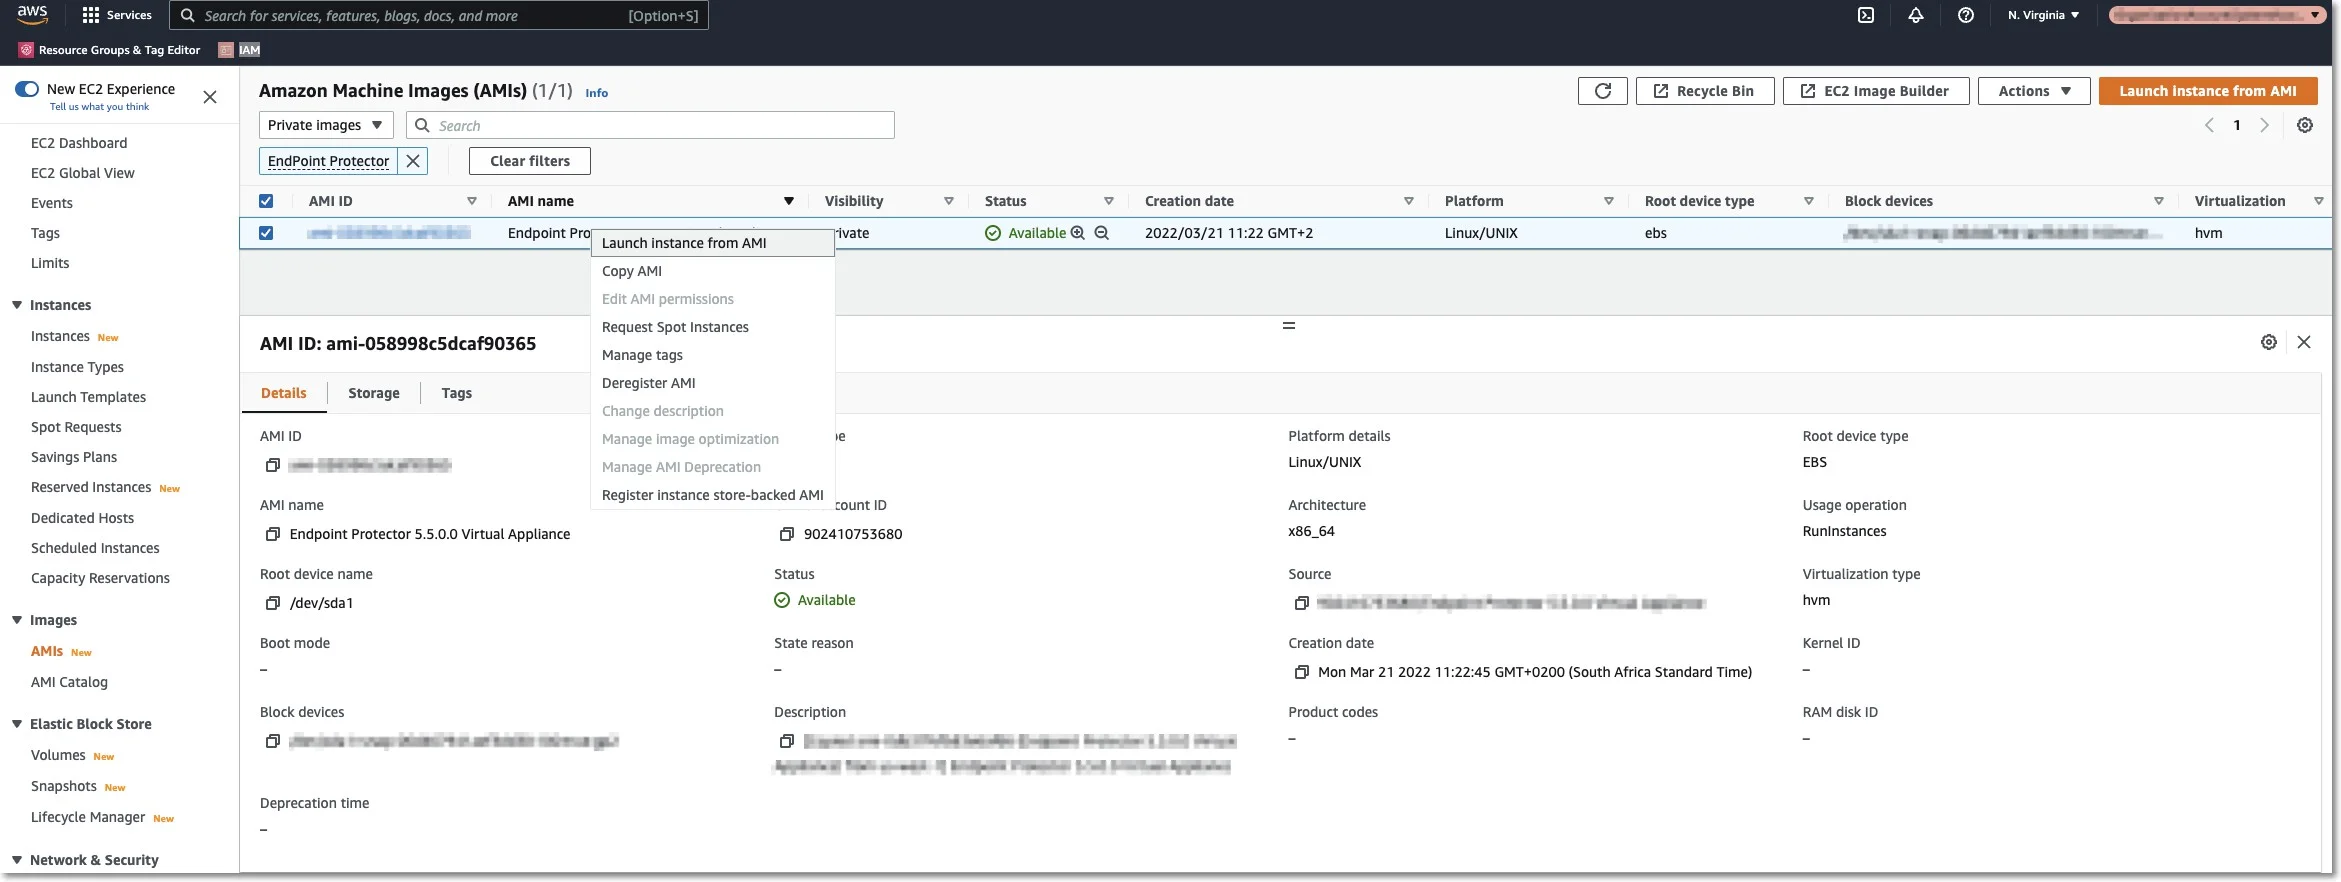 aws
Services
Search for services, features, blogs, docs, and more
[Option+S]
N. Virginia
Resource Groups & Tag Editor
IAM
New EC2 Experience
Tell us what you think
EC2 Dashboard
EC2 Global View
Events
Tags
Limits
Instances
Instances New
Instance Types
Launch Templates
Spot Requests
Savings Plans
Reserved Instances New
Dedicated Hosts
Scheduled Instances
Capacity Reservations
Images
AMIs New
AMI Catalog
Elastic Block Store
Volumes New
Snapshots New
Lifecycle Manager New
Network & Security
Amazon Machine Images (AMIs) (1/1) Info
Recycle Bin
EC2 Image Builder
Actions
Launch instance from AMI
Private images
Search
1
EndPoint Protector
Clear filters
AMI ID AMI name Visibility Status Creation date Platform Root device type Block devices Virtualization
Endpoint Pro rivate Available 2022/03/21 11:22 GMT+2 Linux/UNIX ebs hvm
Launch instance from AMI
Copy AMI
Edit AMI permissions
Request Spot Instances
Manage tags
Deregister AMI
Change description
Manage image optimization
Manage AMI Deprecation
Register instance store-backed AMI
AMI ID: ami-058998c5dcaf90365
Details Storage Tags
AMI ID
Platform details
Linux/UNIX
Root device type
EBS
AMI name
Endpoint Protector 5.5.0.0 Virtual Appliance
count ID
902410753680
Architecture
x86_64
Usage operation
RunInstances
Root device name
/dev/sda1
Status
Available
Source
Virtualization type
hvm
Boot mode
–
State reason
–
Creation date
Mon Mar 21 2022 11:22:45 GMT+0200 (South Africa Standard Time)
Kernel ID
–
Block devices
Description
Product codes
–
RAM disk ID
–
Deprecation time
–